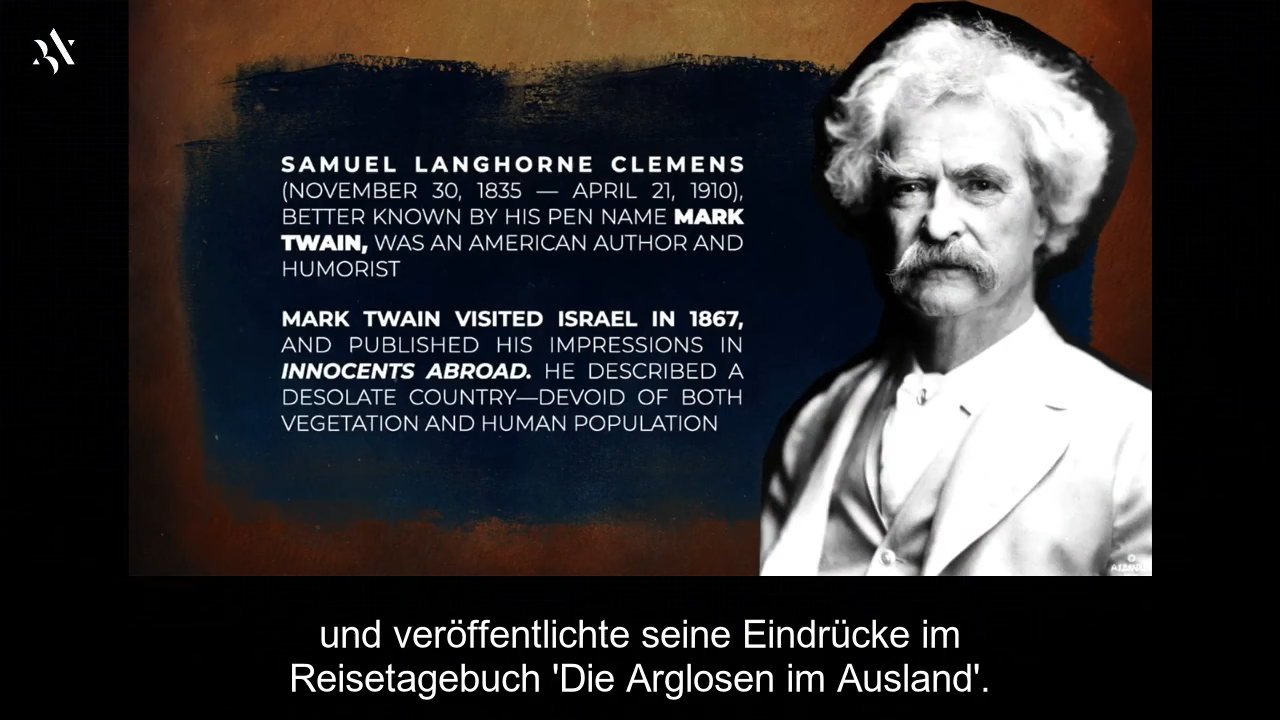 SAMUEL LANGHORNE CLEMENS
(NOVEMBER 30, 1835 — APRIL 21, 1910),
BETTER KNOWN BY HIS PEN NAME MARK
TWAIN, WAS AN AMERICAN AUTHOR AND
HUMORIST
MARK TWAIN VISITED ISRAEL IN 1867,
AND PUBLISHED HIS IMPRESSIONS IN
INNOCENTS ABROAD. HE DESCRIBED A
DESOLATE COUNTRY—DEVOID OF BOTH
VEGETATION AND HUMAN POPULATION
und veröffentlichte seine Eindrücke im
Reisetagebuch 'Die Arglosen im Ausland'.